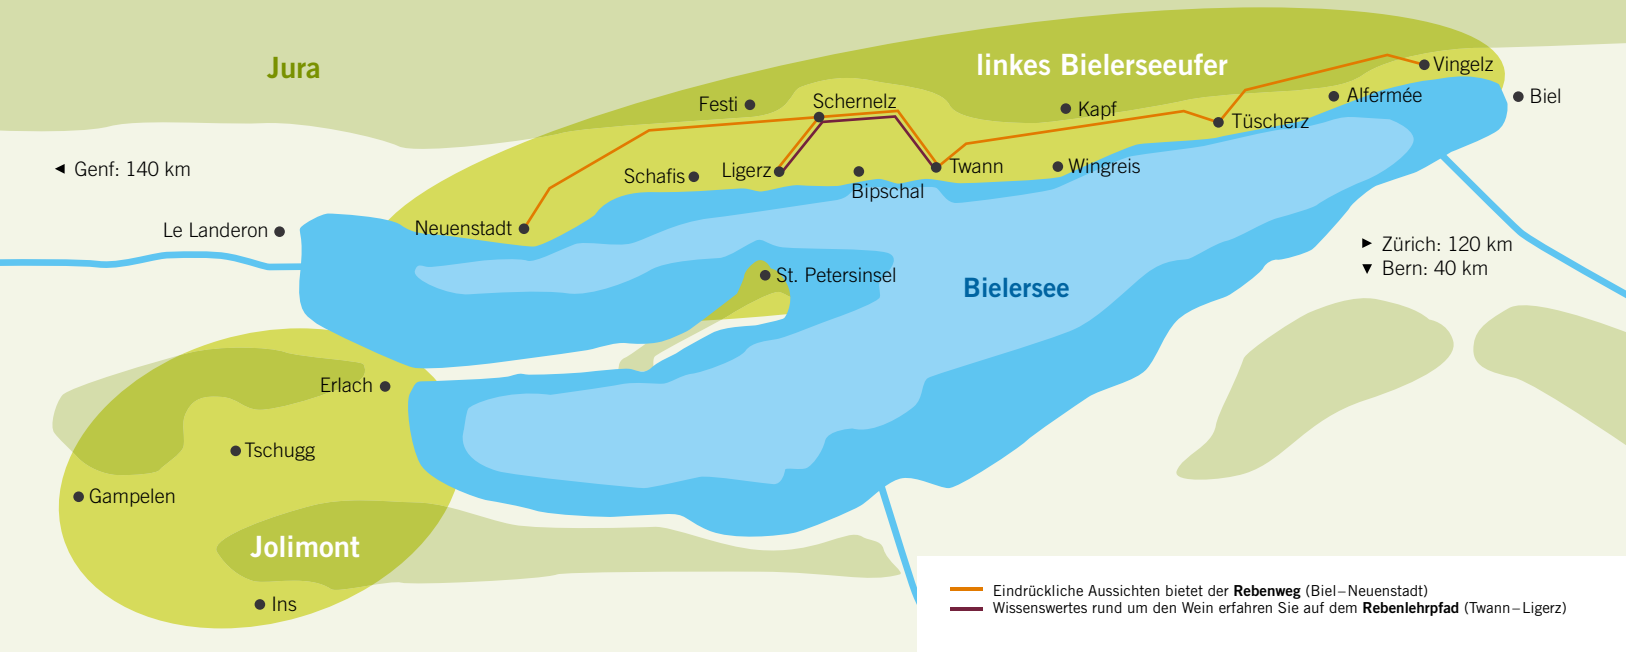 Jura
linkes Bielerseeufer
Vingelz
Festi
Schernelz
Kapf
Alfermée
Biel
Tüscherz
◄ Genf: 140 km
Schafis
Ligerz
Twann
Wingreis
Bipschal
Le Landeron
Neuenstadt
► Zürich: 120 km
▼ Bern: 40 km
St. Petersinsel
Bielersee
Erlach
Tschugg
Gampelen
Jolimont
Ins
Eindrückliche Aussichten bietet der Rebenweg (Biel–Neuenstadt)
Wissenswertes rund um den Wein erfahren Sie auf dem Rebenlehrpfad (Twann–Ligerz)